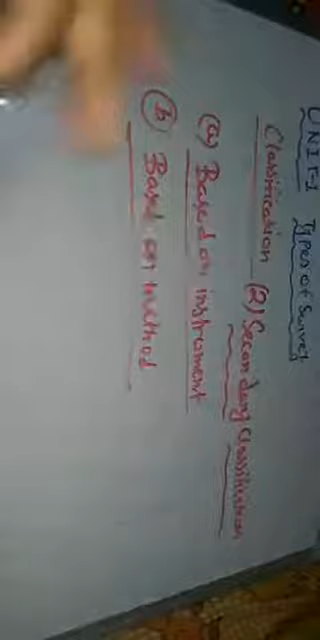 UNIT-1 Types of Survey
Classification (2) Secondary Classification
(a) Based on instrument
(b) Based on method